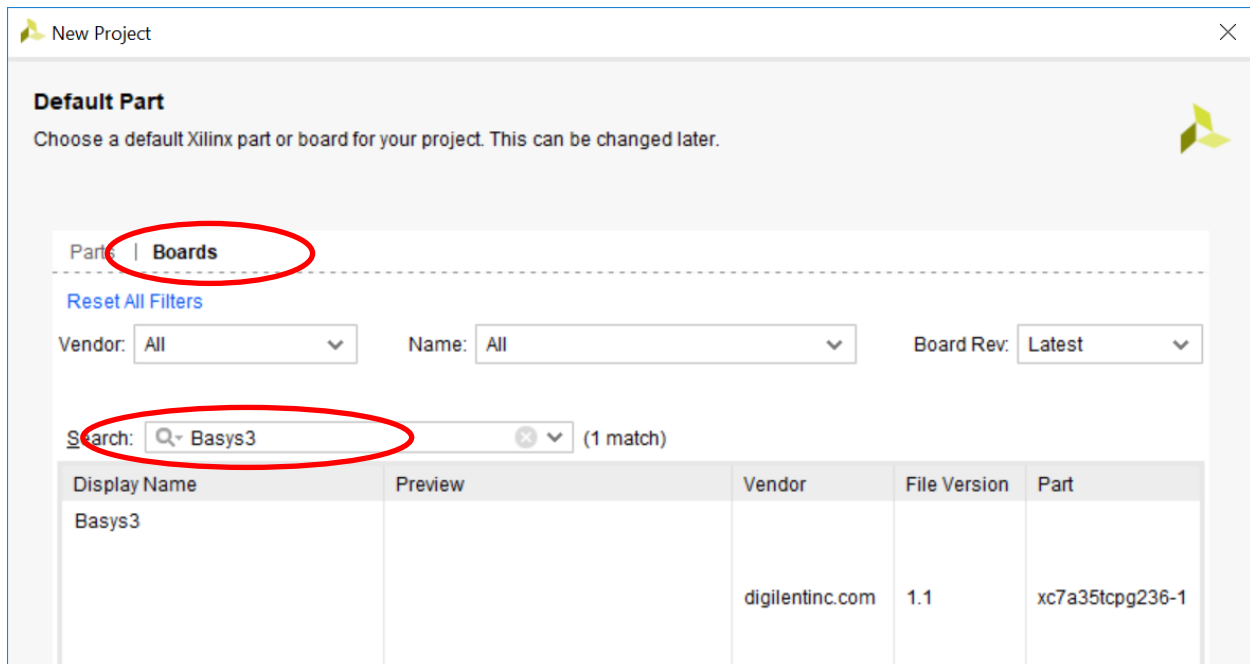 New Project
Default Part
Choose a default Xilinx part or board for your project. This can be changed later.
Parts | Boards
Reset All Filters
Vendor: All Name: All Board Rev: Latest
Search: Basys3 (1 match)
Display Name Preview Vendor File Version Part
Basys3
digilentinc.com 1.1 xc7a35tcpg236-1